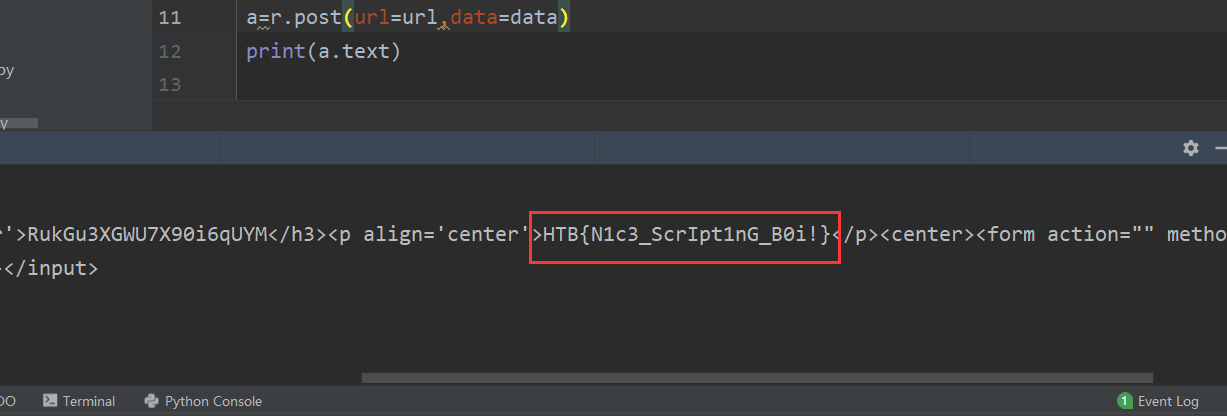 11 a=r.post(url=url,data=data)
py
12 print(a.text)
13
y
r'>RukGu3XGWU7X90i6qUYM</h3><p align='center'>HTB{N1c3_ScrIpt1nG_B0i!}</p><center><form action="" metho
></input>
DO Terminal Python Console 1 Event Log